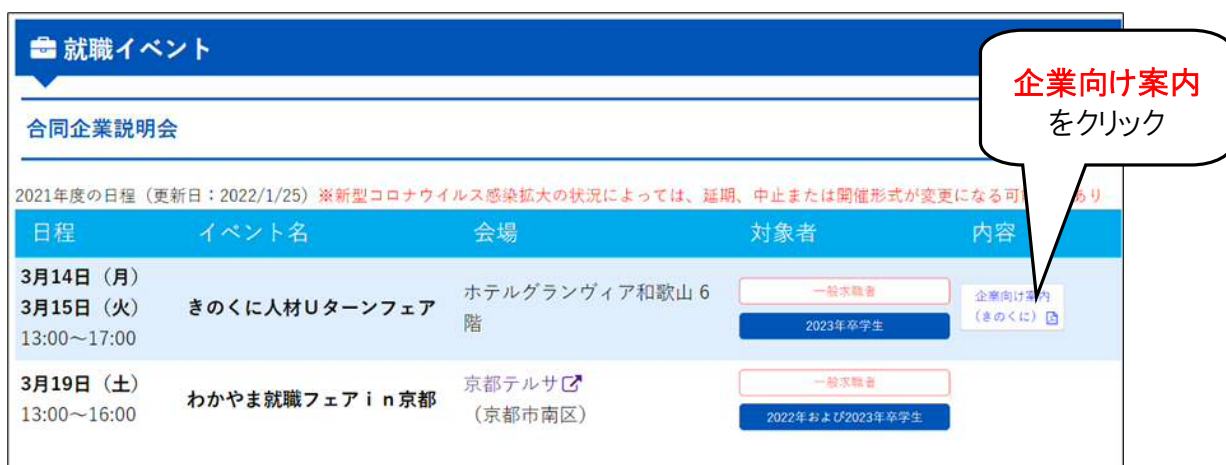 就職イベント
企業向け案内
をクリック
合同企業説明会
2021年度の日程（更新日：2022/1/25）※新型コロナウイルス感染拡大の状況によっては、延期、中止または開催形式が変更になる可 あり
日程 イベント名 会場 対象者 内容
3月14日（月）
3月15日（火）
13:00～17:00
きのくに人材Uターンフェア
ホテルグランヴィア和歌山 6
階
一般求職者
2023年卒学生
企業向け案内
（きのくに）
3月19日（土）
13:00～16:00
わかやま就職フェアｉｎ京都
京都テルサ
（京都市南区）
一般求職者
2022年および2023年卒学生